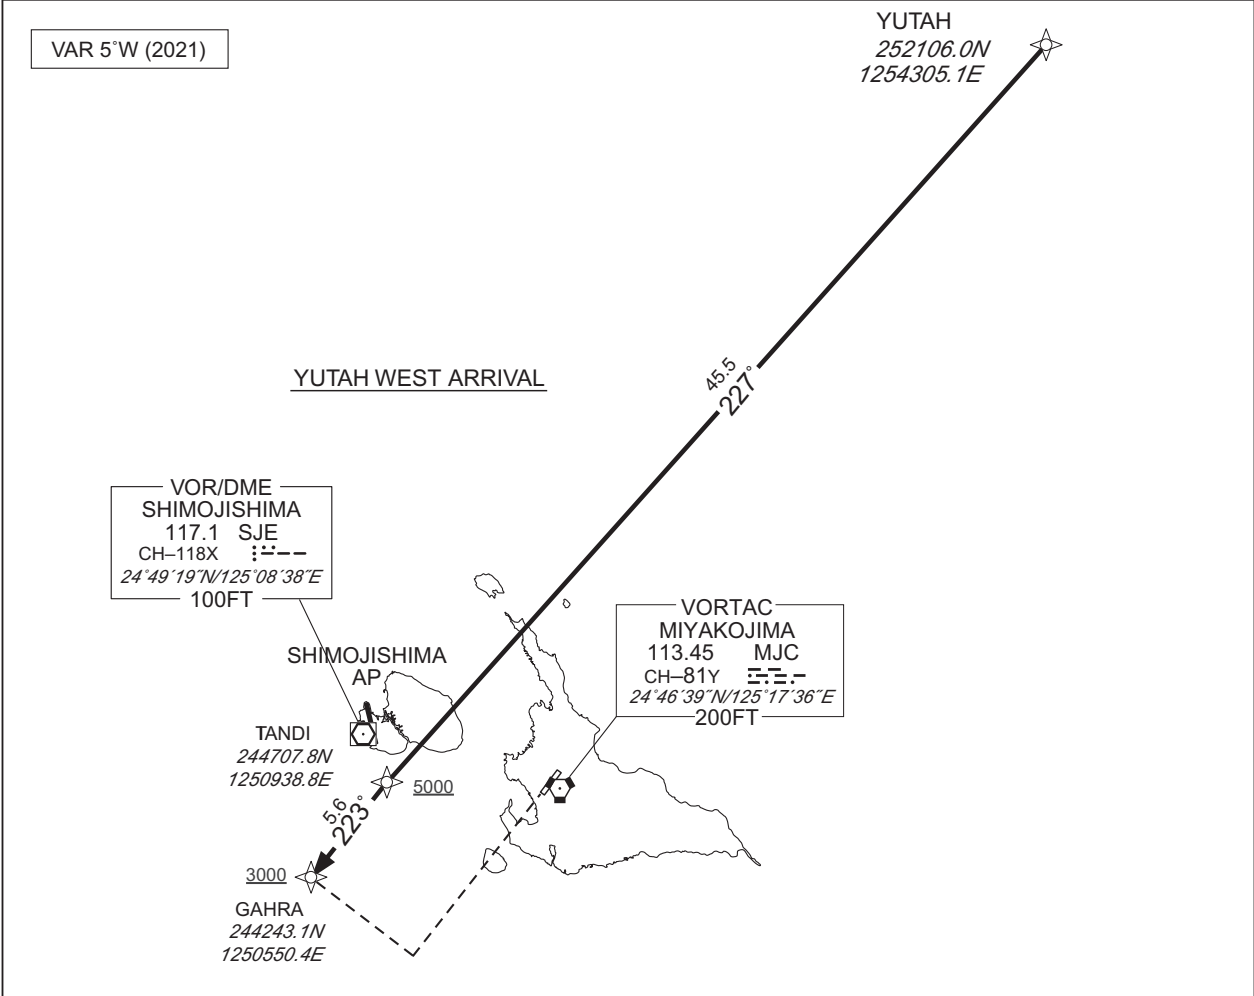 VAR 5°W (2021)
YUTAH
252106.0N
1254305.1E
YUTAH WEST ARRIVAL
45.5
227°
VOR/DME
SHIMOJISHIMA
117.1 SJE
CH–118X
24°49´19˝N/125°08´38˝E
100FT
VORTAC
MIYAKOJIMA
113.45 MJC
CH–81Y
24°46´39˝N/125°17´36˝E
200FT
SHIMOJISHIMA
AP
TANDI
244707.8N
1250938.8E
5000
5.6
223°
3000
GAHRA
244243.1N
1250550.4E